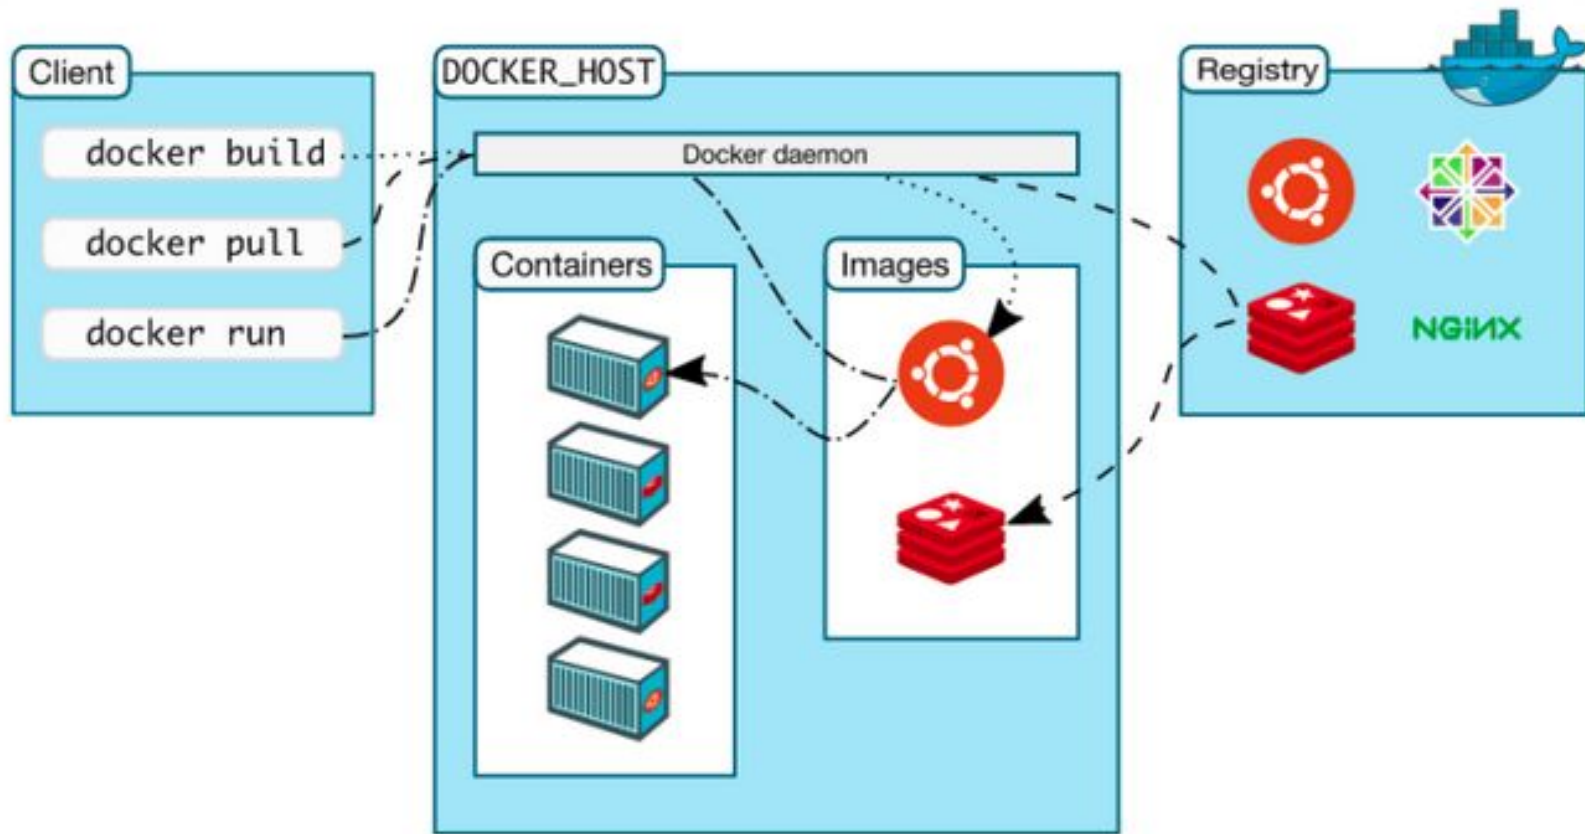 Client
docker build
docker pull
docker run
DOCKER_HOST
Docker daemon
Containers
Images
Registry
NGiNX